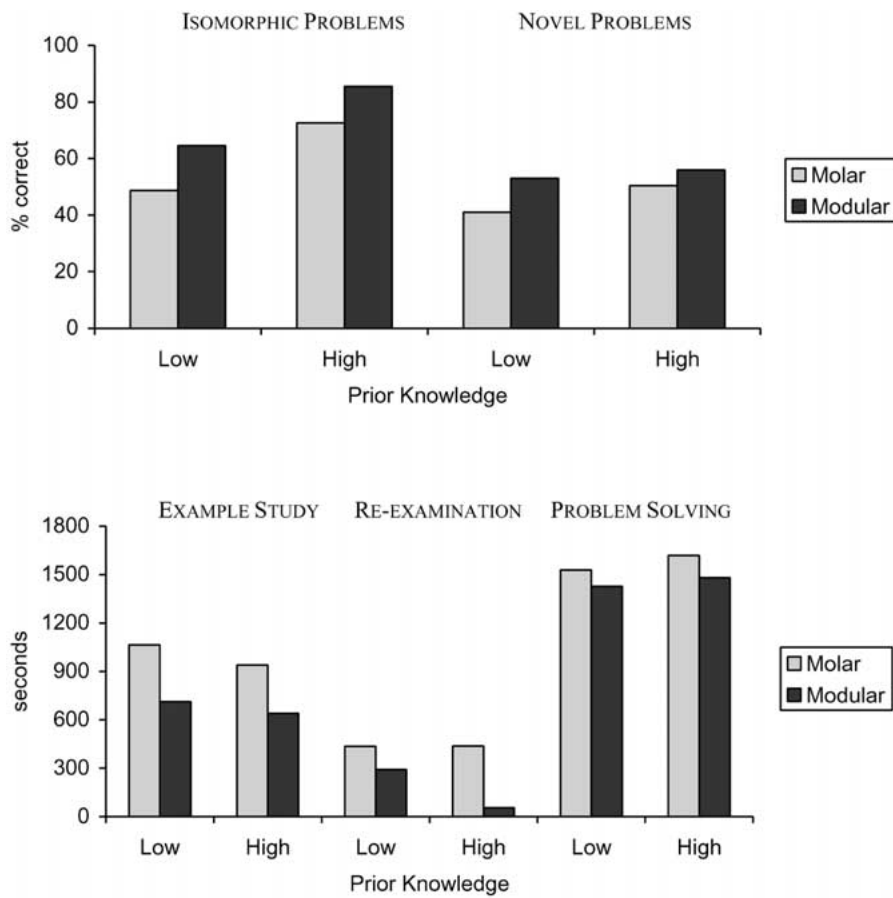 ISOMORPHIC PROBLEMS NOVEL PROBLEMS
100
80
60
40
20
0
% correct
Low High Low High
Prior Knowledge
Molar
Modular
EXAMPLE STUDY RE-EXAMINATION PROBLEM SOLVING
1800
1500
1200
900
600
300
0
seconds
Low High Low High Low High
Prior Knowledge
Molar
Modular